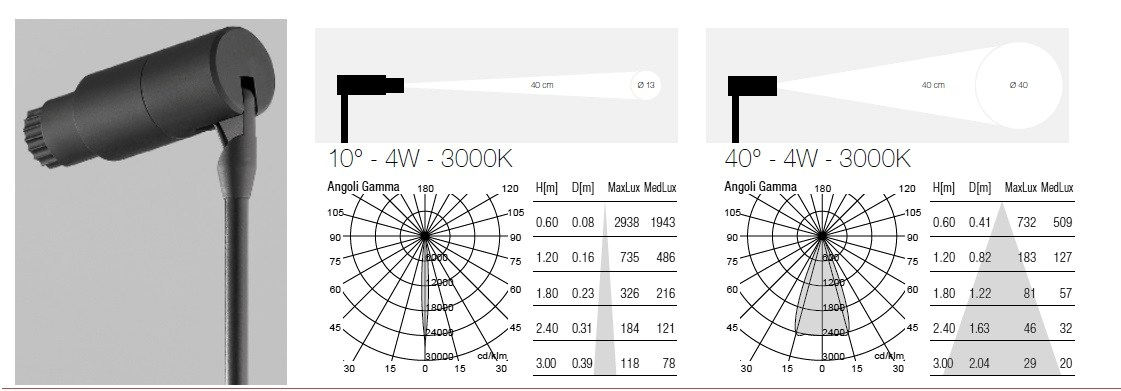 40 cm
Ø 13
40 cm
Ø 40
10° - 4W - 3000K
40° - 4W - 3000K
Angoli Gamma 180 120
105 105
90 90
75 75
60 60
45 45
30 15 0 15 30
6000
12000
18000
24000
30000 cd/klm
H[m] D[m] MaxLux MedLux
0.60 0.08 2938 1943
1.20 0.16 735 486
1.80 0.23 326 216
2.40 0.31 184 121
3.00 0.39 118 78
Angoli Gamma 180 120
105 105
90 90
75 75
60 60
45 45
30 15 0 15 30
600
1200
1800
2400
3000 cd/klm
H[m] D[m] MaxLux MedLux
0.60 0.41 732 509
1.20 0.82 183 127
1.80 1.22 81 57
2.40 1.63 46 32
3.00 2.04 29 20